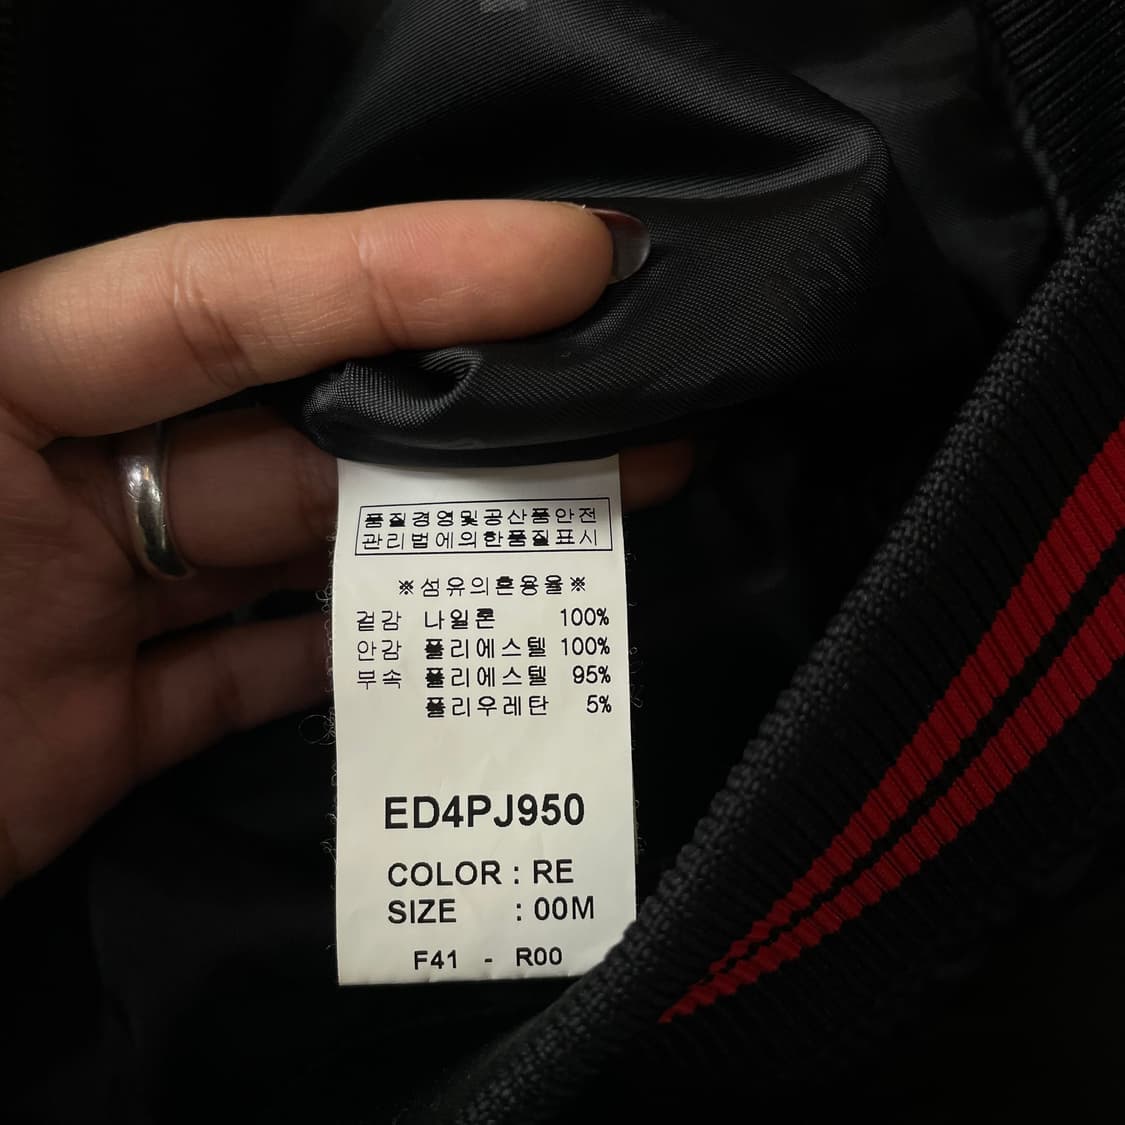 품질경영및공산품안전
관리법에의한품질표시
※섬유의혼용율※
겉감 나일론 100%
안감 폴리에스텔 100%
부속 폴리에스텔 95%
폴리우레탄 5%
ED4PJ950
COLOR : RE
SIZE : 00M
F41 - R00